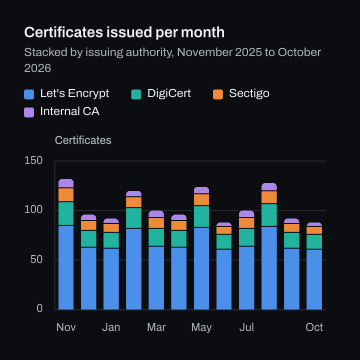 Certificates issued per month
Stacked by issuing authority, November 2025 to October
2026
Let's Encrypt DigiCert Sectigo
Internal CA
Certificates
150
100
50
0
Nov Jan Mar May Jul Oct